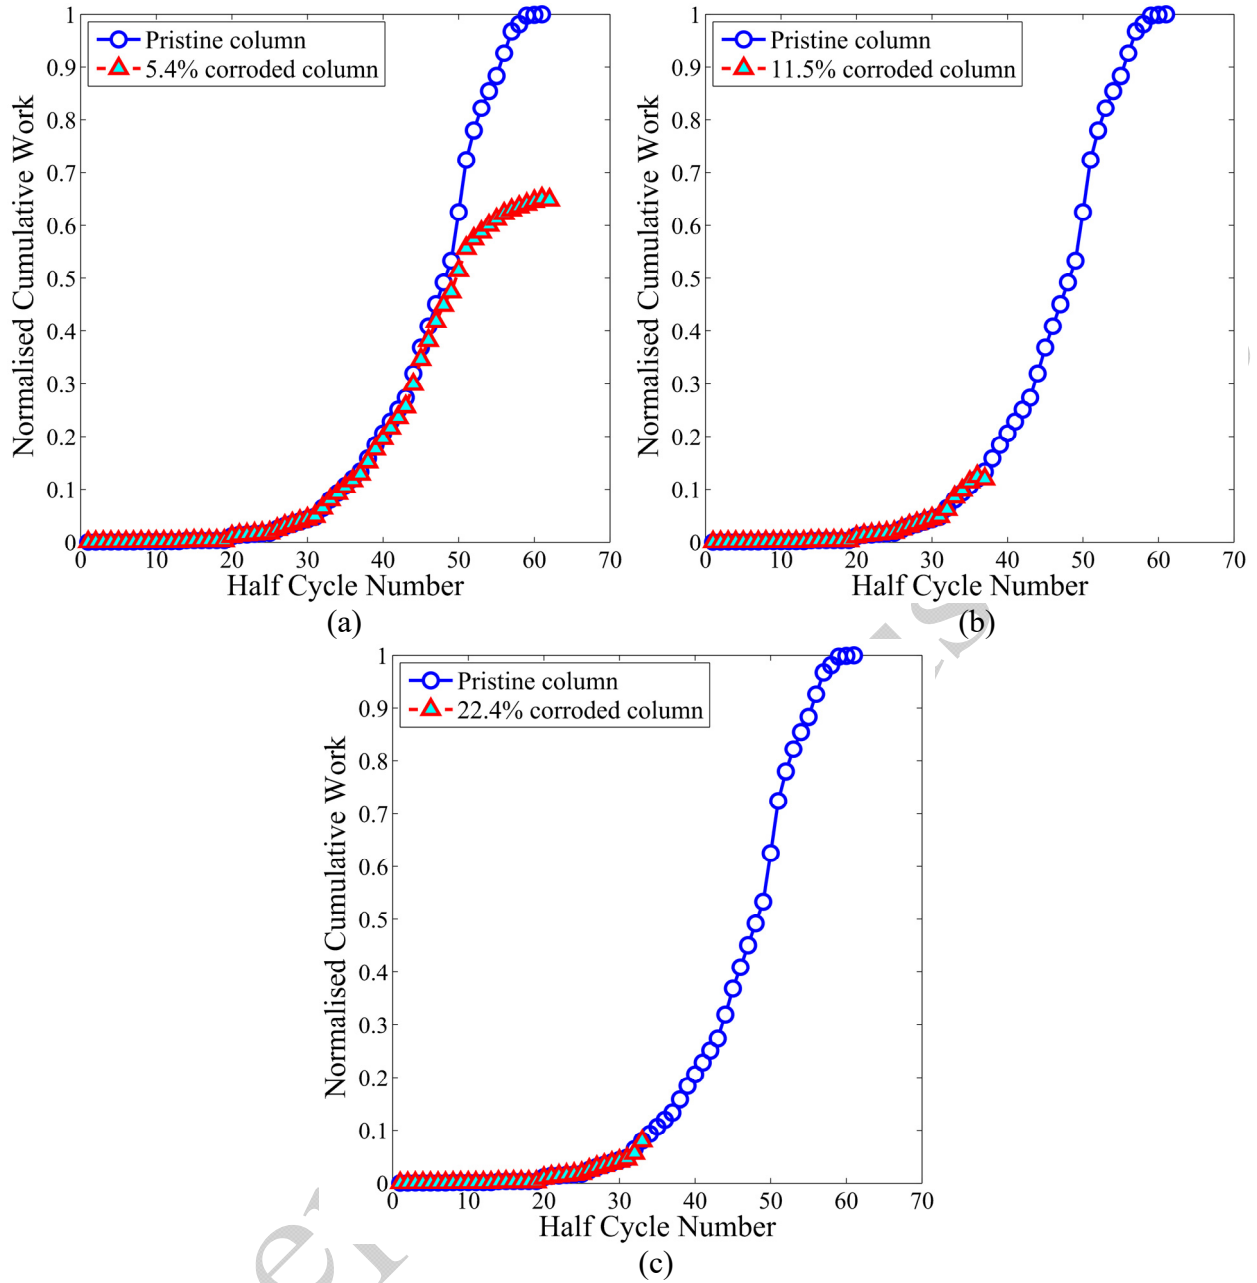 Pristine column
5.4% corroded column
Normalised Cumulative Work
1
0.9
0.8
0.7
0.6
0.5
0.4
0.3
0.2
0.1
0
0 10 20 30 40 50 60 70
Half Cycle Number
(a)
Pristine column
11.5% corroded column
Normalised Cumulative Work
1
0.9
0.8
0.7
0.6
0.5
0.4
0.3
0.2
0.1
0
0 10 20 30 40 50 60 70
Half Cycle Number
(b)
Pristine column
22.4% corroded column
Normalised Cumulative Work
1
0.9
0.8
0.7
0.6
0.5
0.4
0.3
0.2
0.1
0
0 10 20 30 40 50 60 70
Half Cycle Number
(c)